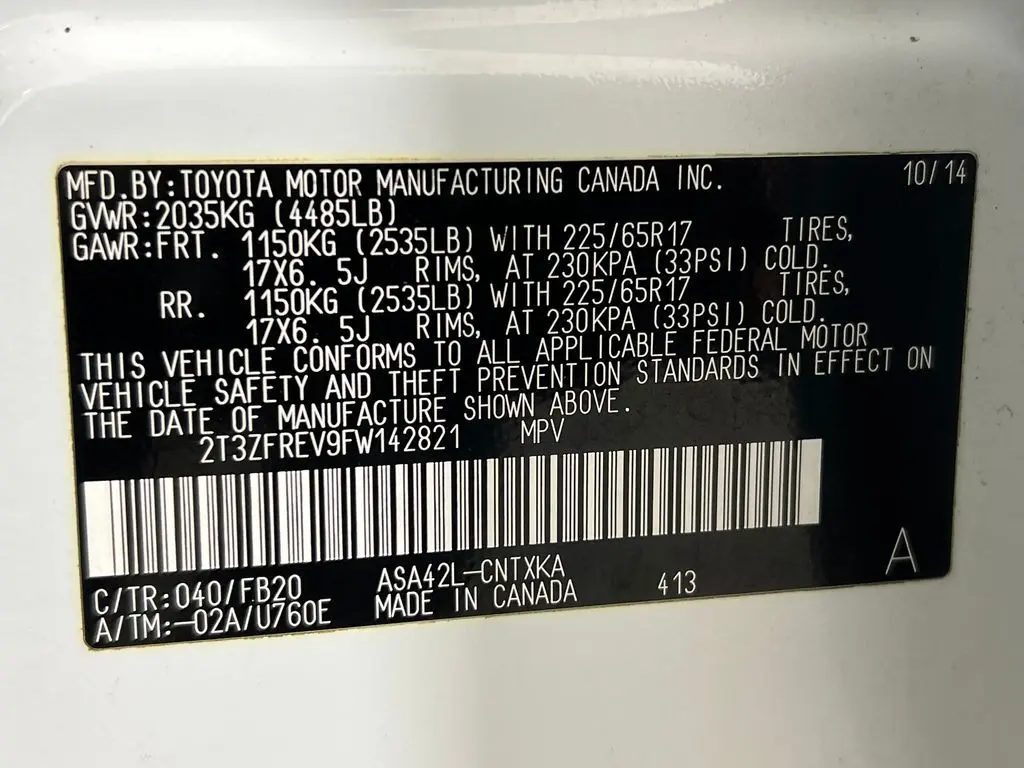 MFD.BY:TOYOTA MOTOR MANUFACTURING CANADA INC. 10/14
GVWR:2035KG (4485LB)
GAWR:FRT. 1150KG (2535LB) WITH 225/65R17 TIRES,
17X6. 5J RIMS, AT 230KPA (33PSI) COLD.
RR. 1150KG (2535LB) WITH 225/65R17 TIRES,
17X6. 5J RIMS, AT 230KPA (33PSI) COLD.
THIS VEHICLE CONFORMS TO ALL APPLICABLE FEDERAL MOTOR
VEHICLE SAFETY AND THEFT PREVENTION STANDARDS IN EFFECT ON
THE DATE OF MANUFACTURE SHOWN ABOVE.
2T3ZFREV9FW142821 MPV
C/TR:040/FB20 ASA42L-CNTXKA 413 A
A/TM:-02A/U760E MADE IN CANADA